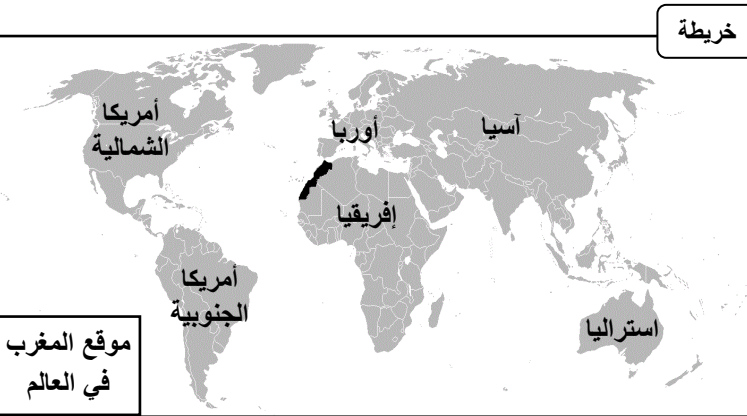 خريطة
أمريكا
الشمالية
أوربا
آسيا
إفريقيا
أمريكا
الجنوبية
استراليا
موقع المغرب
في العالم